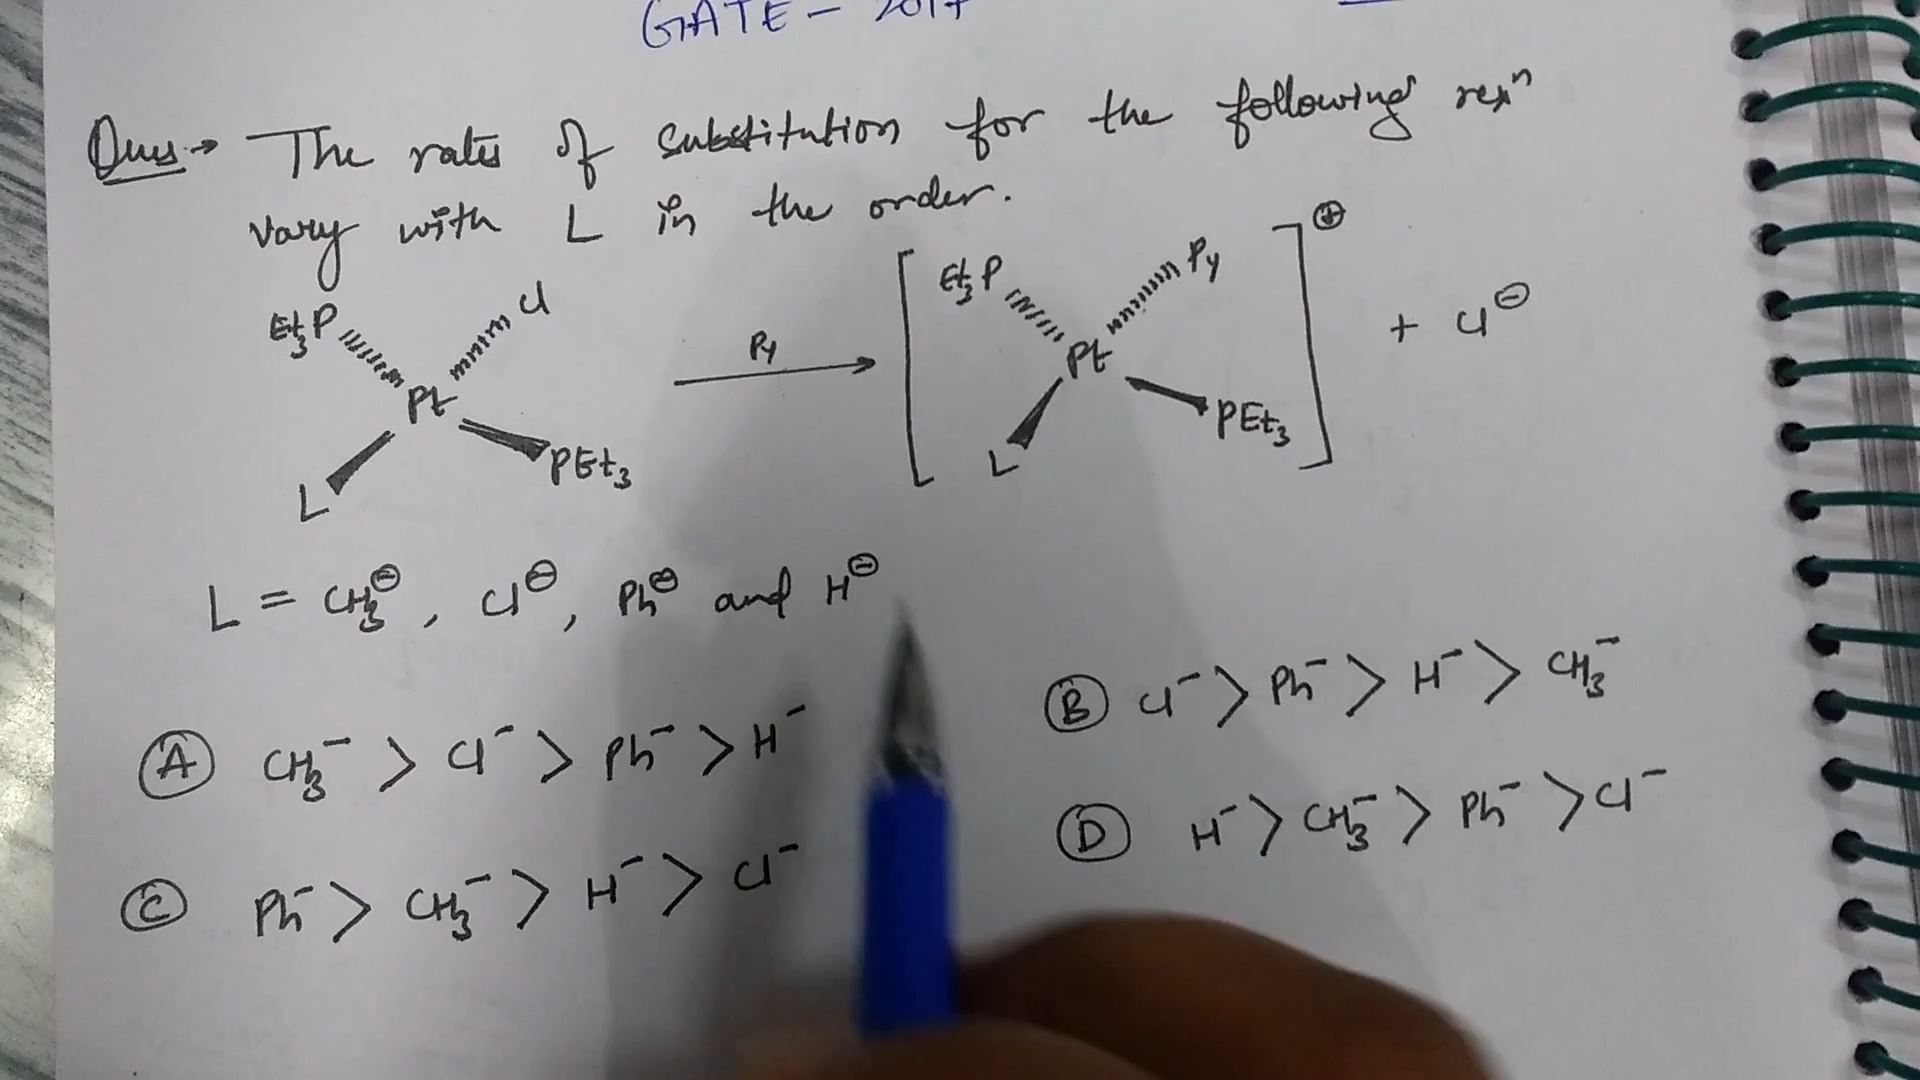 GATE - 2017
Ques → The rates of substitution for the following rexⁿ
vary with L in the order.
Et₃P Cl Pt L PEt₃ Py [ Et₃P Py Pt L PEt₃ ]⊕ + Cl⊖
L = CH₃⊖, Cl⊖, Ph⊖ and H⊖
Ⓐ CH₃⁻ > Cl⁻ > Ph⁻ > H⁻
Ⓑ Cl⁻ > Ph⁻ > H⁻ > CH₃⁻
Ⓒ Ph⁻ > CH₃⁻ > H⁻ > Cl⁻
Ⓓ H⁻ > CH₃⁻ > Ph⁻ > Cl⁻